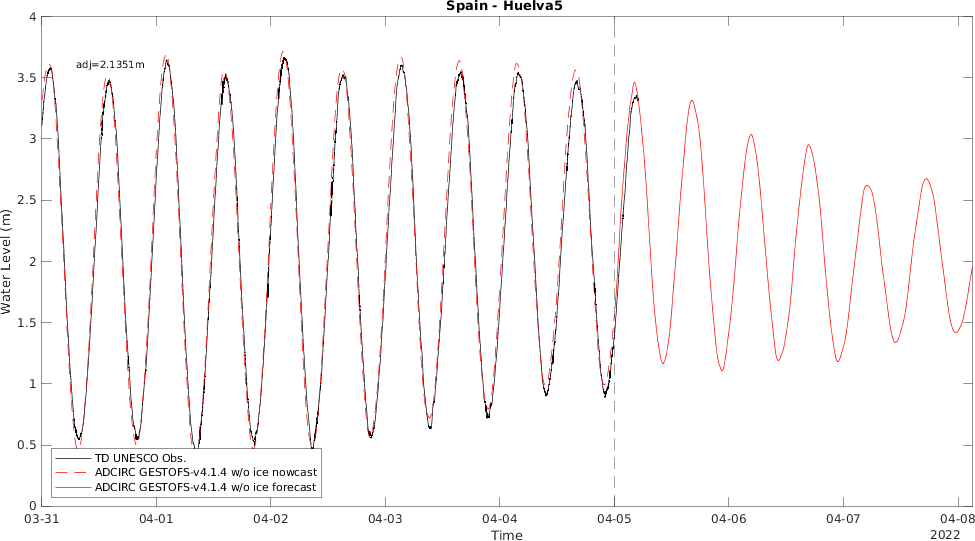 Spain - Huelva5
adj=2.1351m
4
3.5
3
2.5
2
1.5
1
0.5
0
Water Level (m)
TD UNESCO Obs.
ADCIRC GESTOFS-v4.1.4 w/o ice nowcast
ADCIRC GESTOFS-v4.1.4 w/o ice forecast
03-31 04-01 04-02 04-03 04-04 04-05 04-06 04-07 04-08
Time 2022